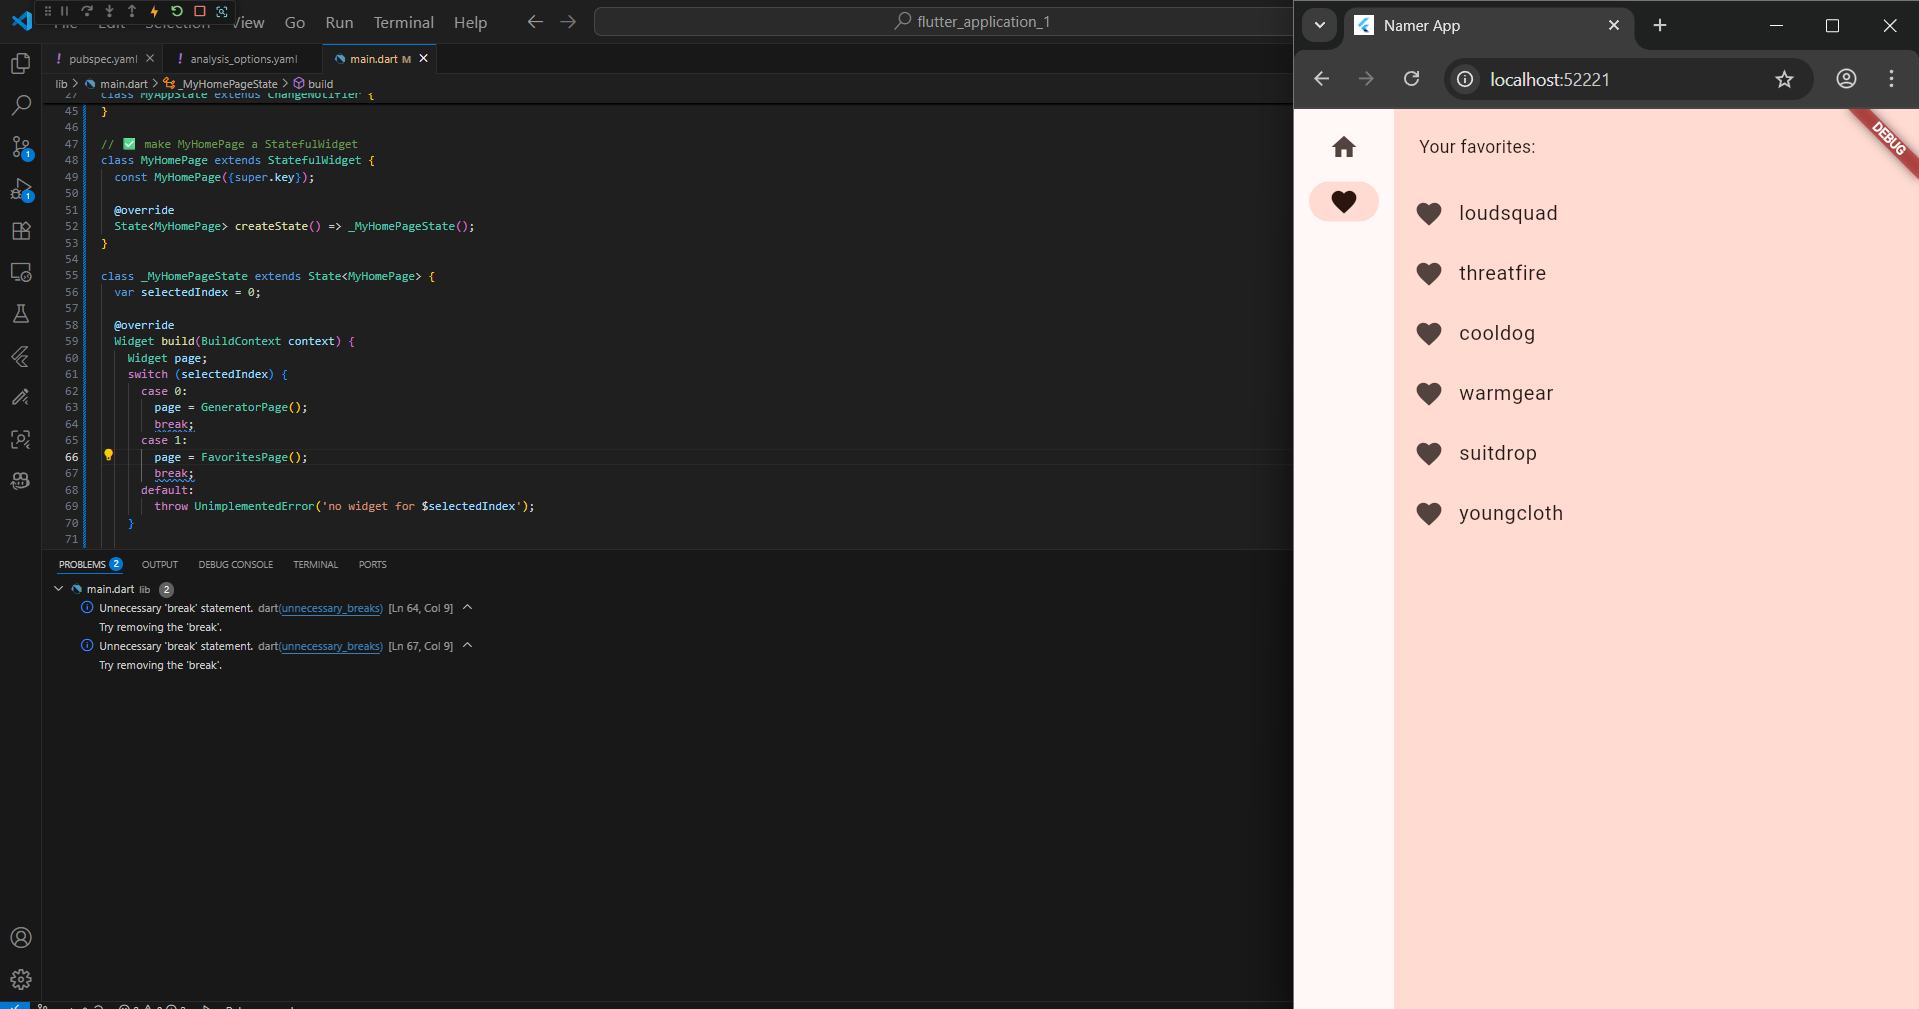 View Go Run Terminal Help
flutter_application_1
pubspec.yaml
analysis_options.yaml
main.dart M
lib > main.dart > _MyHomePageState > build
27 class MyAppState extends ChangeNotifier {
45 }
46
47 // ✅ make MyHomePage a StatefulWidget
48 class MyHomePage extends StatefulWidget {
49 const MyHomePage({super.key});
50
51 @override
52 State<MyHomePage> createState() => _MyHomePageState();
53 }
54
55 class _MyHomePageState extends State<MyHomePage> {
56 var selectedIndex = 0;
57
58 @override
59 Widget build(BuildContext context) {
60 Widget page;
61 switch (selectedIndex) {
62 case 0:
63 page = GeneratorPage();
64 break;
65 case 1:
66 page = FavoritesPage();
67 break;
68 default:
69 throw UnimplementedError('no widget for $selectedIndex');
70 }
71
PROBLEMS 2 OUTPUT DEBUG CONSOLE TERMINAL PORTS
main.dart lib 2
Unnecessary 'break' statement. dart(unnecessary_breaks) [Ln 64, Col 9]
Try removing the 'break'.
Unnecessary 'break' statement. dart(unnecessary_breaks) [Ln 67, Col 9]
Try removing the 'break'.
1
1
Namer App
localhost:52221
DEBUG
Your favorites:
loudsquad
threatfire
cooldog
warmgear
suitdrop
youngcloth